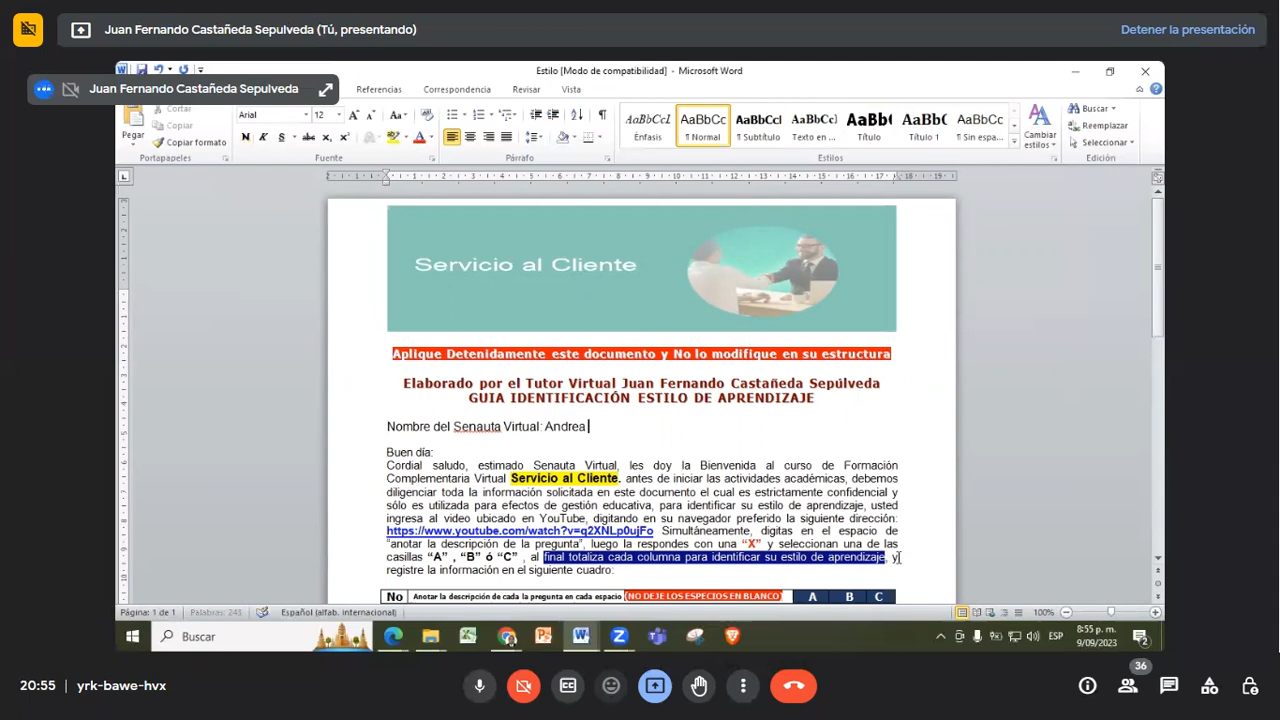 Juan Fernando Castañeda Sepulveda (Tú, presentando)
Detener la presentación
Estilo [Modo de compatibilidad] - Microsoft Word
Juan Fernando Castañeda Sepulveda
Referencias Correspondencia Revisar Vista
Cortar
Copiar
Pegar
Copiar formato
Arial 12
AaBbCcL AaBbCc AaBbCcl AaBbCcI AaBb( AaBb( AaBbCc
Énfasis ¶ Normal ¶ Subtítulo Texto en ... Título Título 1 ¶ Sin espa...
Cambiar estilos
Buscar
Reemplazar
Seleccionar
Portapapeles Fuente Párrafo Estilos Edición
Servicio al Cliente
Aplique Detenidamente este documento y No lo modifique en su estructura
Elaborado por el Tutor Virtual Juan Fernando Castañeda Sepúlveda
GUIA IDENTIFICACIÓN ESTILO DE APRENDIZAJE
Nombre del Senauta Virtual: Andrea
Buen día:
Cordial saludo, estimado Senauta Virtual, les doy la Bienvenida al curso de Formación
Complementaria Virtual Servicio al Cliente. antes de iniciar las actividades académicas, debemos
diligenciar toda la información solicitada en este documento el cual es estrictamente confidencial y
sólo es utilizada para efectos de gestión educativa, para identificar su estilo de aprendizaje, usted
ingresa al video ubicado en YouTube, digitando en su navegador preferido la siguiente dirección:
https://www.youtube.com/watch?v=q2XNLp0ujFo Simultáneamente, digitas en el espacio de
“anotar la descripción de la pregunta”, luego la respondes con una “X” y seleccionan una de las
casillas “A” , “B” ó “C” , al final totaliza cada columna para identificar su estilo de aprendizaje, y
registre la información en el siguiente cuadro:
No Anotar la descripción de cada la pregunta en cada espacio (NO DEJE LOS ESPECIOS EN BLANCO) A B C
Página: 1 de 1 Palabras: 243 Español (alfab. internacional) 100%
Buscar
ESP
8:55 p. m.
9/09/2023
2
36
20:55 | yrk-bawe-hvx